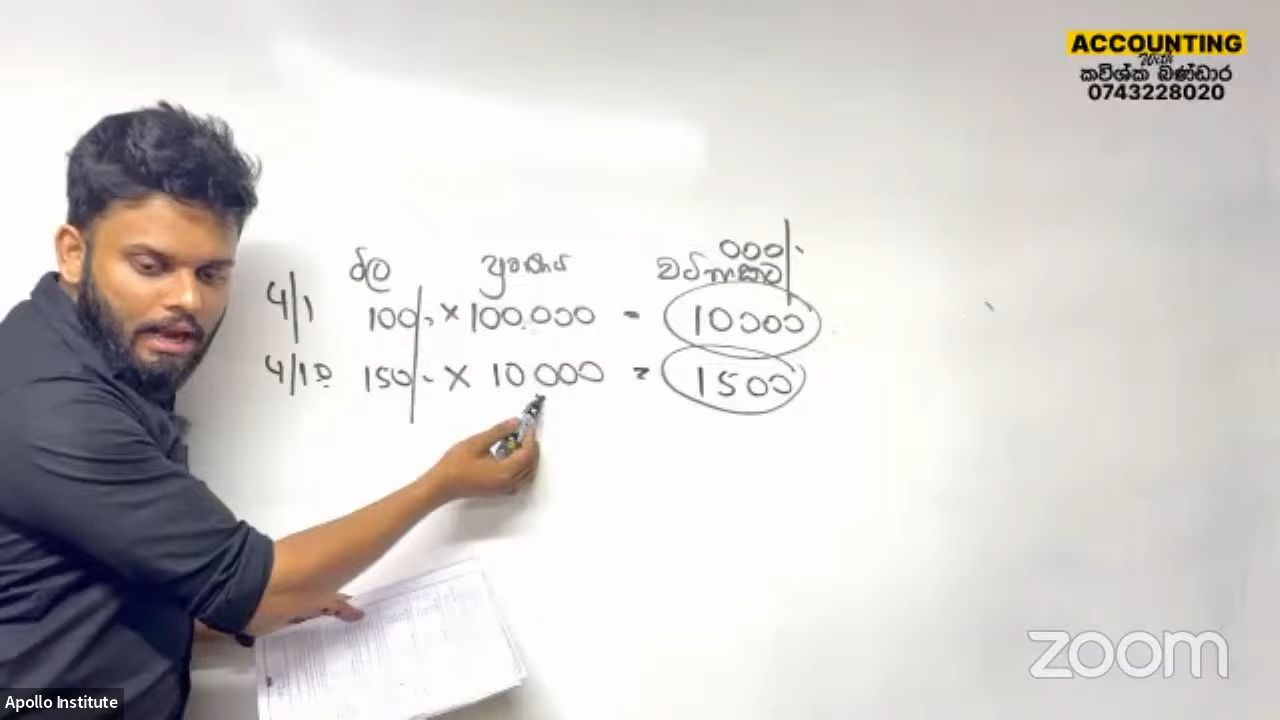 ACCOUNTING
With
කවිශ්ක බණ්ඩාර
0743228020
000/-
මිල ප්‍රමාණය වටිනාකම
4/1 100/- × 100.000 = 10000
4/10 150/- × 10000 = 1500
Apollo Institute
zoom